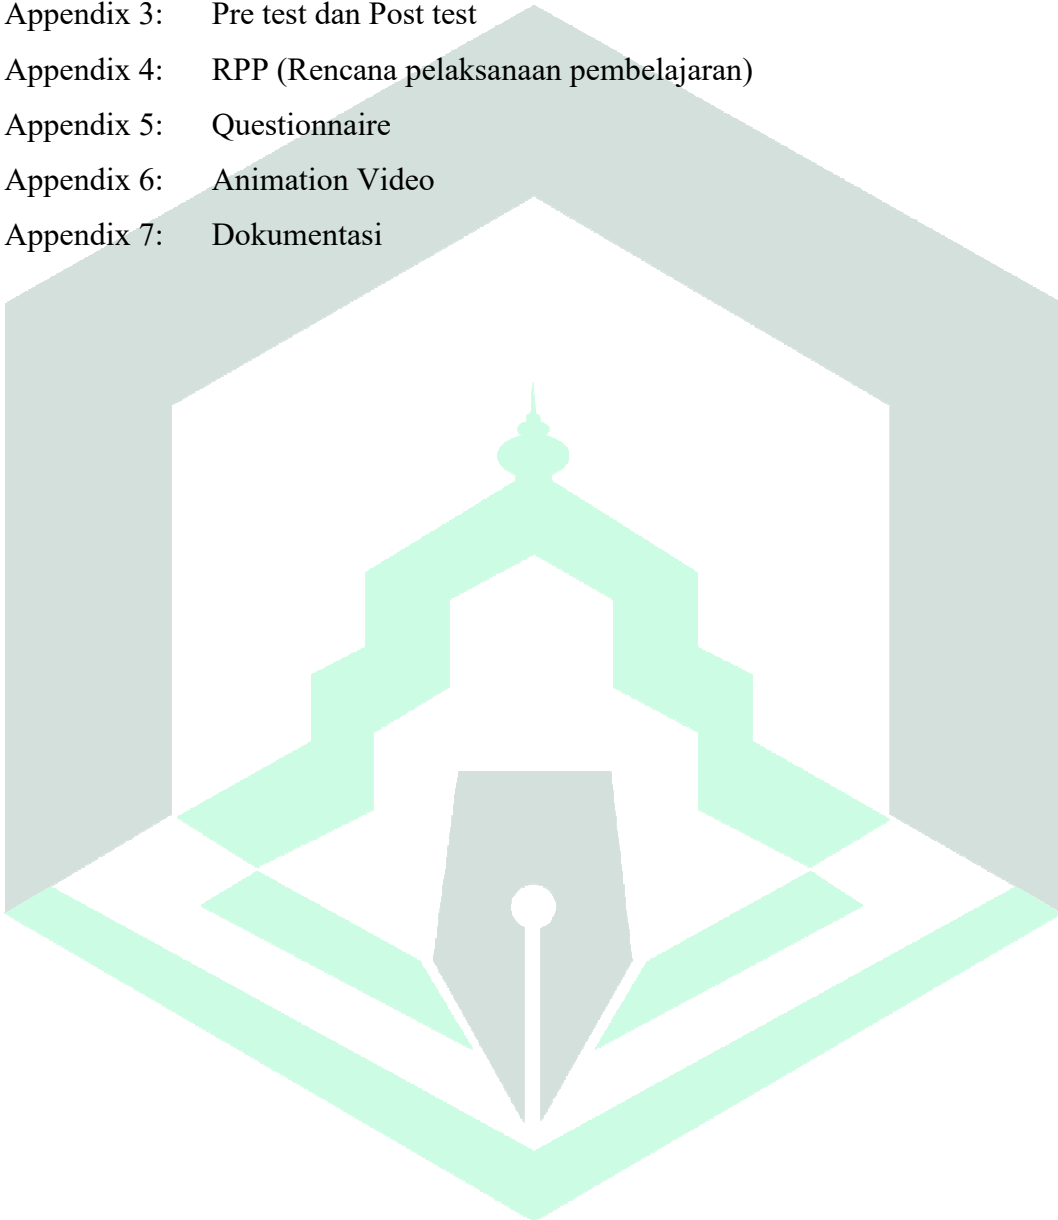 Appendix 3: Pre test dan Post test
Appendix 4: RPP (Rencana pelaksanaan pembelajaran)
Appendix 5: Questionnaire
Appendix 6: Animation Video
Appendix 7: Dokumentasi